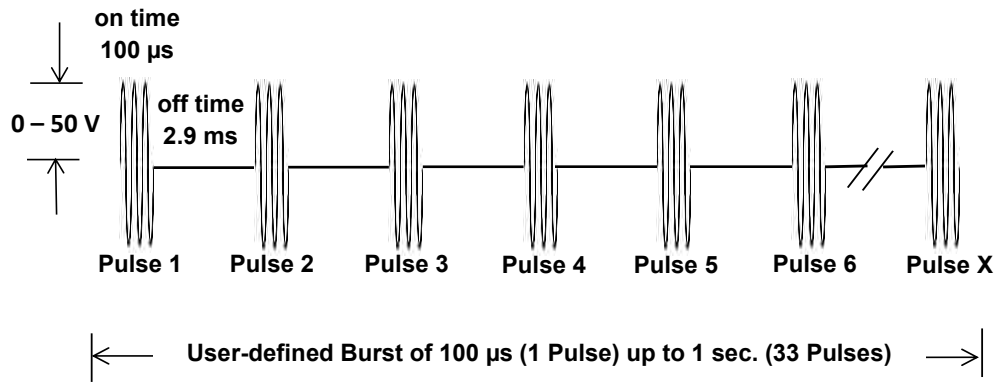 on time
100 µs
off time
0 – 50 V
2.9 ms
Pulse 1 Pulse 2 Pulse 3 Pulse 4 Pulse 5 Pulse 6 Pulse X
User-defined Burst of 100 µs (1 Pulse) up to 1 sec. (33 Pulses)